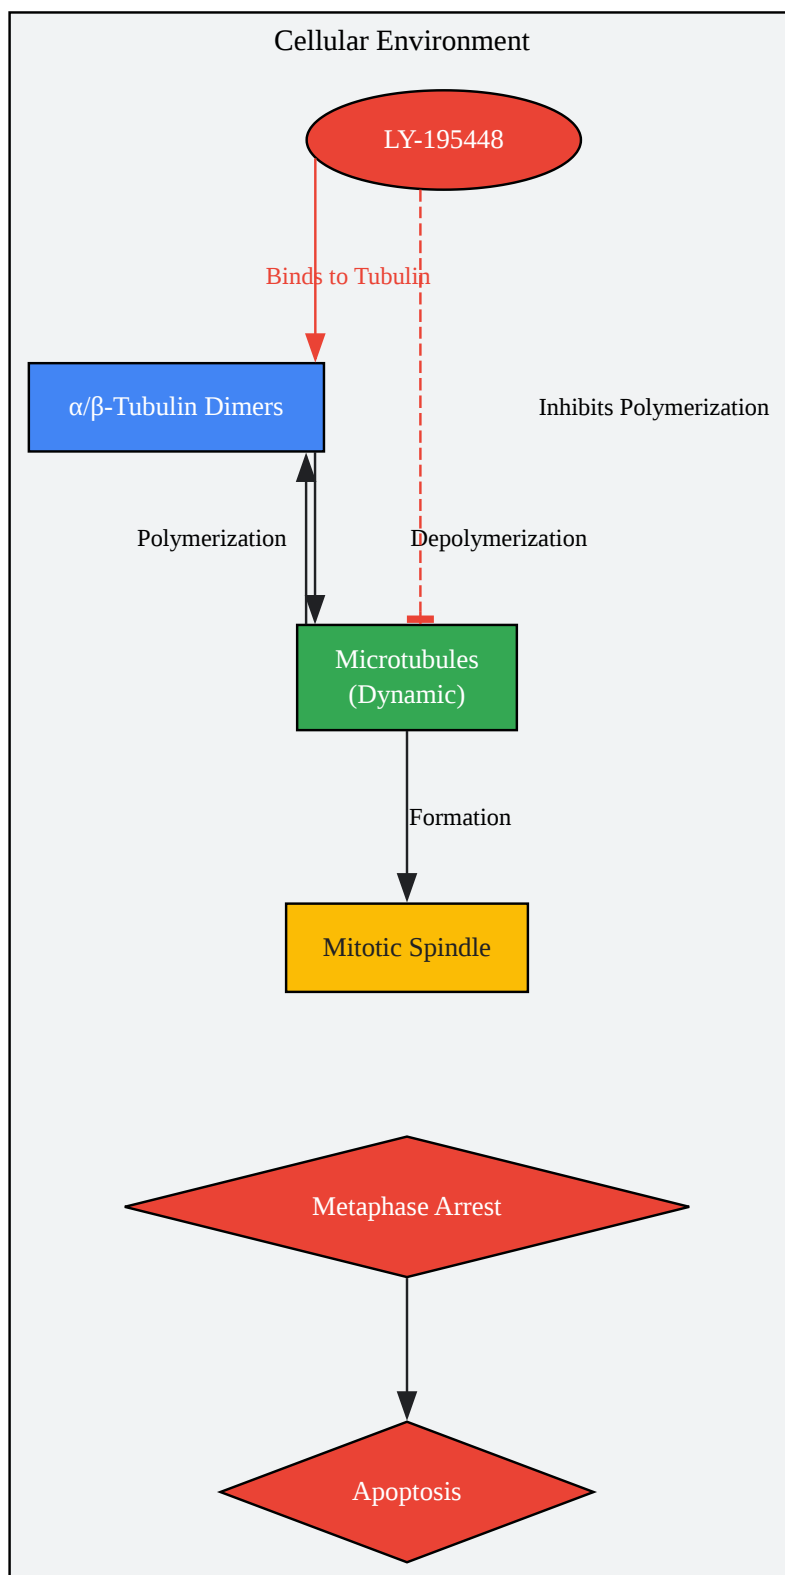 Cellular Environment
LY-195448
Binds to Tubulin
α/β-Tubulin Dimers
Inhibits Polymerization
Polymerization
Depolymerization
Microtubules
(Dynamic)
Formation
Mitotic Spindle
Metaphase Arrest
Apoptosis